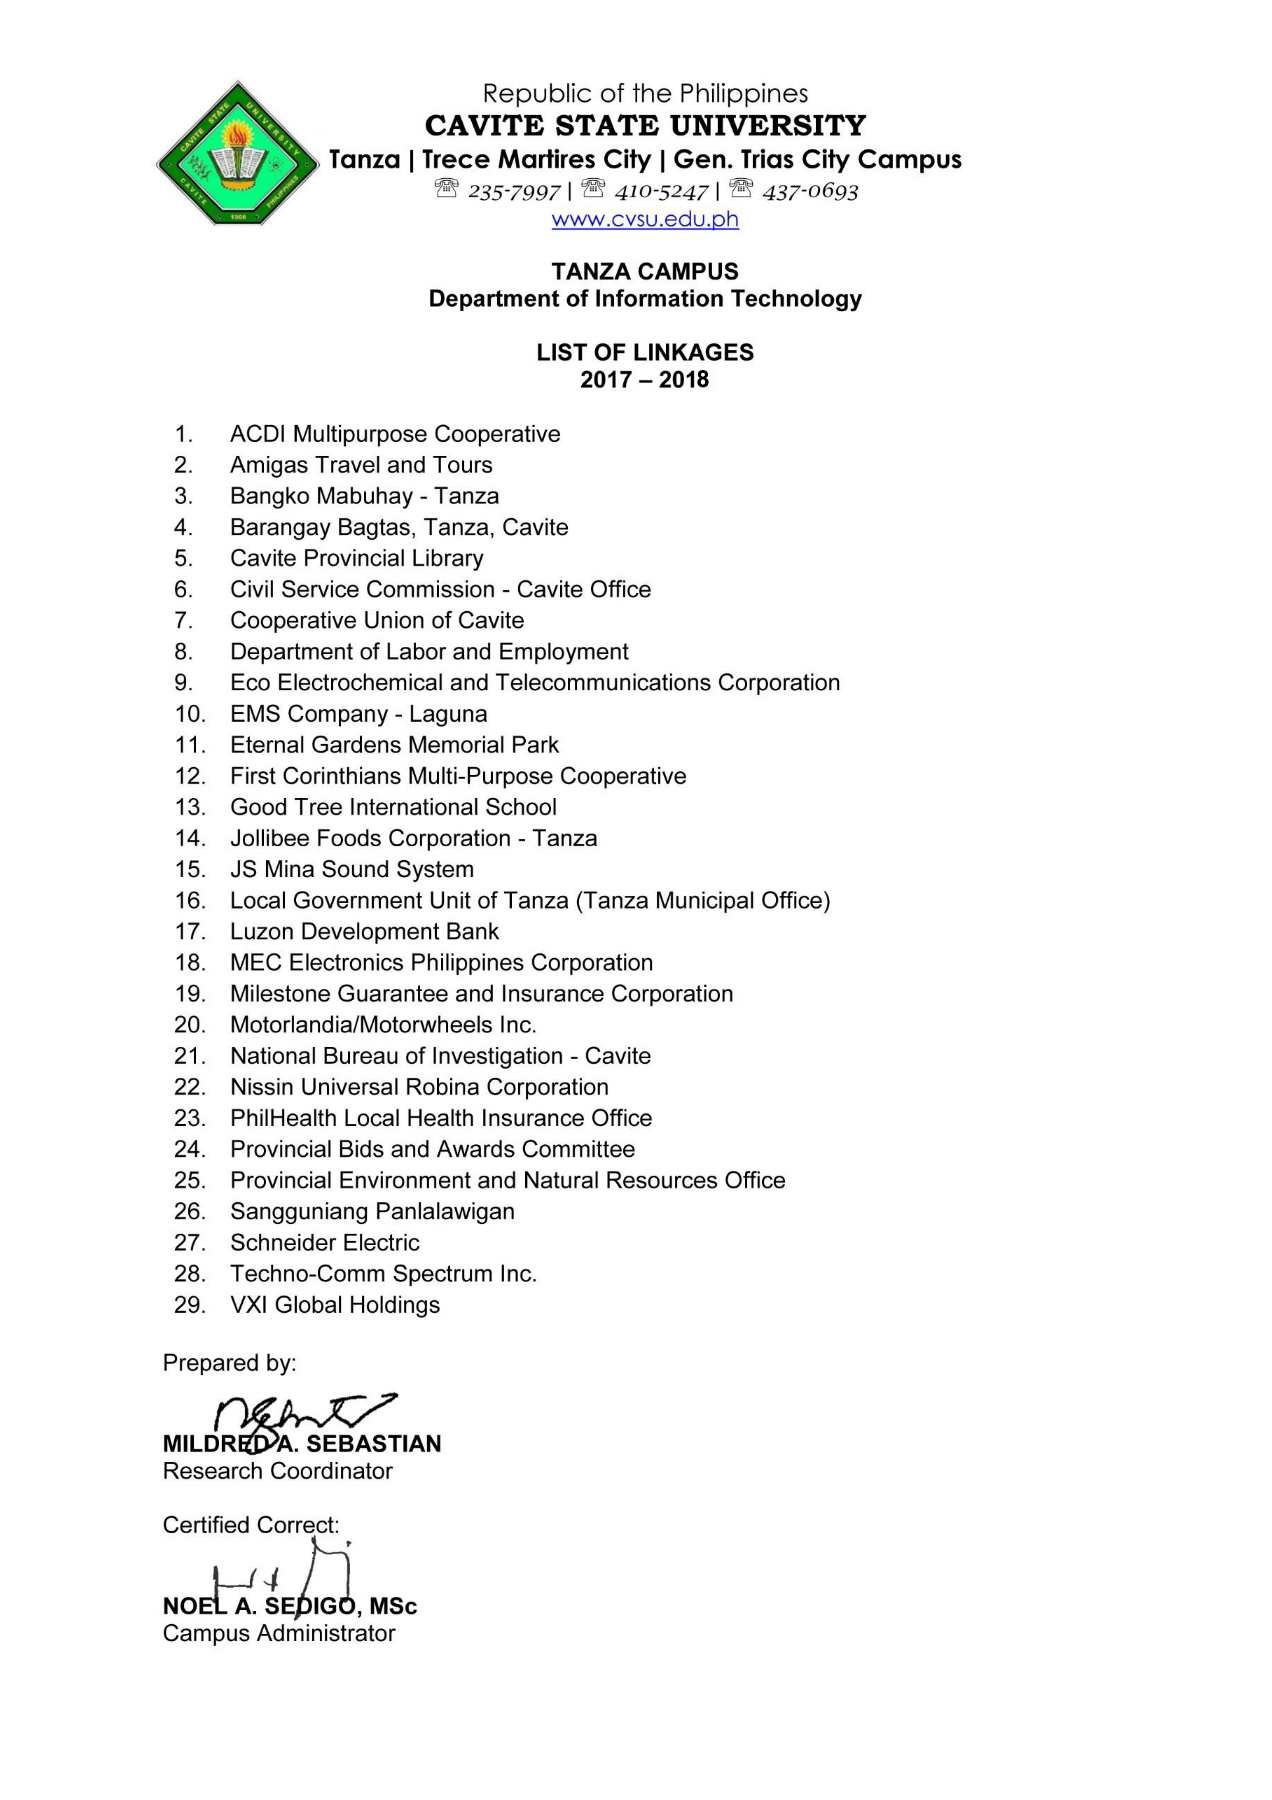 CAVITE STATE UNIVERSITY
CAVITE PHILIPPINES
1906
Republic of the Philippines
CAVITE STATE UNIVERSITY
Tanza | Trece Martires City | Gen. Trias City Campus
☏ 235-7997 | ☏ 410-5247 | ☏ 437-0693
www.cvsu.edu.ph
TANZA CAMPUS
Department of Information Technology
LIST OF LINKAGES
2017 – 2018
1. ACDI Multipurpose Cooperative
2. Amigas Travel and Tours
3. Bangko Mabuhay - Tanza
4. Barangay Bagtas, Tanza, Cavite
5. Cavite Provincial Library
6. Civil Service Commission - Cavite Office
7. Cooperative Union of Cavite
8. Department of Labor and Employment
9. Eco Electrochemical and Telecommunications Corporation
10. EMS Company - Laguna
11. Eternal Gardens Memorial Park
12. First Corinthians Multi-Purpose Cooperative
13. Good Tree International School
14. Jollibee Foods Corporation - Tanza
15. JS Mina Sound System
16. Local Government Unit of Tanza (Tanza Municipal Office)
17. Luzon Development Bank
18. MEC Electronics Philippines Corporation
19. Milestone Guarantee and Insurance Corporation
20. Motorlandia/Motorwheels Inc.
21. National Bureau of Investigation - Cavite
22. Nissin Universal Robina Corporation
23. PhilHealth Local Health Insurance Office
24. Provincial Bids and Awards Committee
25. Provincial Environment and Natural Resources Office
26. Sangguniang Panlalawigan
27. Schneider Electric
28. Techno-Comm Spectrum Inc.
29. VXI Global Holdings
Prepared by:
MILDRED A. SEBASTIAN
Research Coordinator
Certified Correct:
NOEL A. SEDIGO, MSc
Campus Administrator